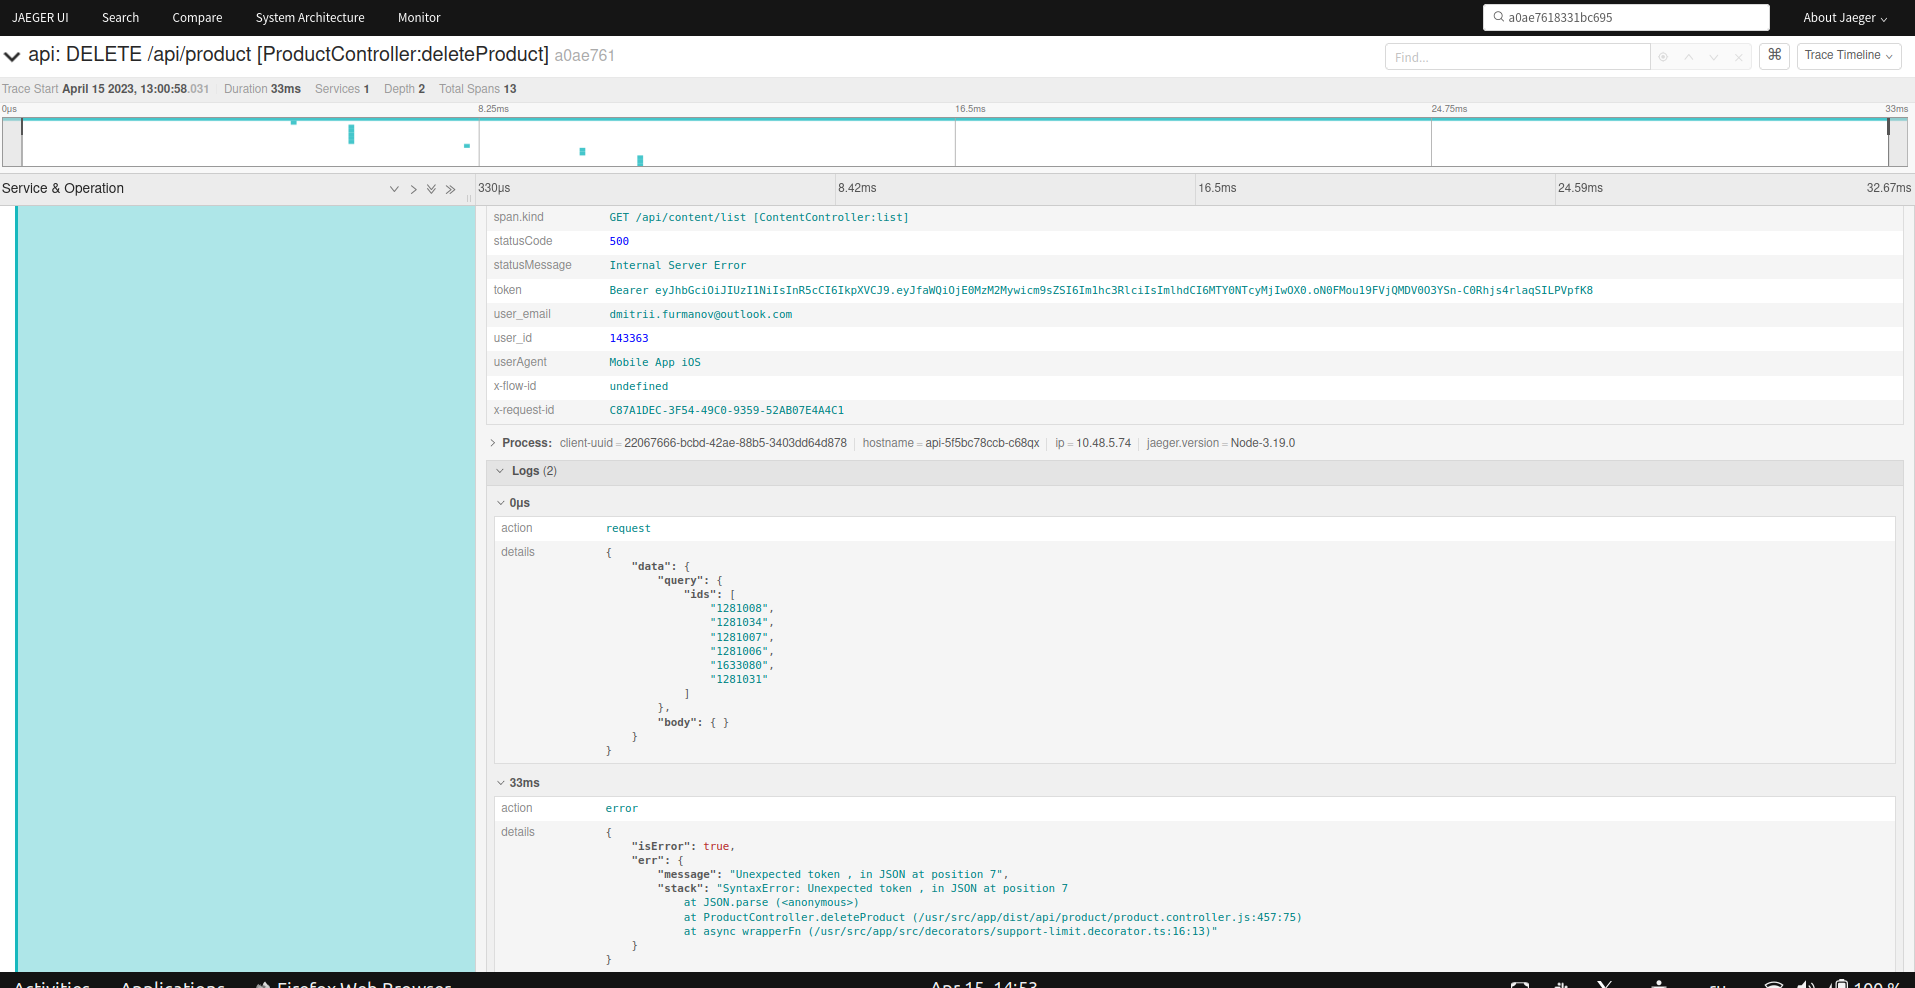 JAEGER UI Search Compare System Architecture Monitor a0ae7618331bc695 About Jaeger
api: DELETE /api/product [ProductController:deleteProduct] a0ae761 Find... ⌘ Trace Timeline
Trace Start April 15 2023, 13:00:58.031 Duration 33ms Services 1 Depth 2 Total Spans 13
0μs 8.25ms 16.5ms 24.75ms 33ms
Service & Operation 330μs 8.42ms 16.5ms 24.59ms 32.67ms
span.kind GET /api/content/list [ContentController:list]
statusCode 500
statusMessage Internal Server Error
token Bearer eyJhbGciOiJIUzI1NiIsInR5cCI6IkpXVCJ9.eyJfaWQiOjE0MzM2Mywicm9sZSI6Im1hc3RlciIsImlhdCI6MTY0NTcyMjIwOX0.oN0FMou19FVjQMDV0O3YSn-C0Rhjs4rlaqSILPVpfK8
user_email dmitrii.furmanov@outlook.com
user_id 143363
userAgent Mobile App iOS
x-flow-id undefined
x-request-id C87A1DEC-3F54-49C0-9359-52AB07E4A4C1
Process: client-uuid = 22067666-bcbd-42ae-88b5-3403dd64d878 hostname = api-5f5bc78ccb-c68qx ip = 10.48.5.74 jaeger.version = Node-3.19.0
Logs (2)
0μs
action request
details {
"data": {
"query": {
"ids": [
"1281008",
"1281034",
"1281007",
"1281006",
"1633080",
"1281031"
]
},
"body": { }
}
}
33ms
action error
details {
"isError": true,
"err": {
"message": "Unexpected token , in JSON at position 7",
"stack": "SyntaxError: Unexpected token , in JSON at position 7
at JSON.parse (<anonymous>)
at ProductController.deleteProduct (/usr/src/app/dist/api/product/product.controller.js:457:75)
at async wrapperFn (/usr/src/app/src/decorators/support-limit.decorator.ts:16:13)"
}
}
Activities Applications Firefox Web Browser Apr 15 14:53 100 %